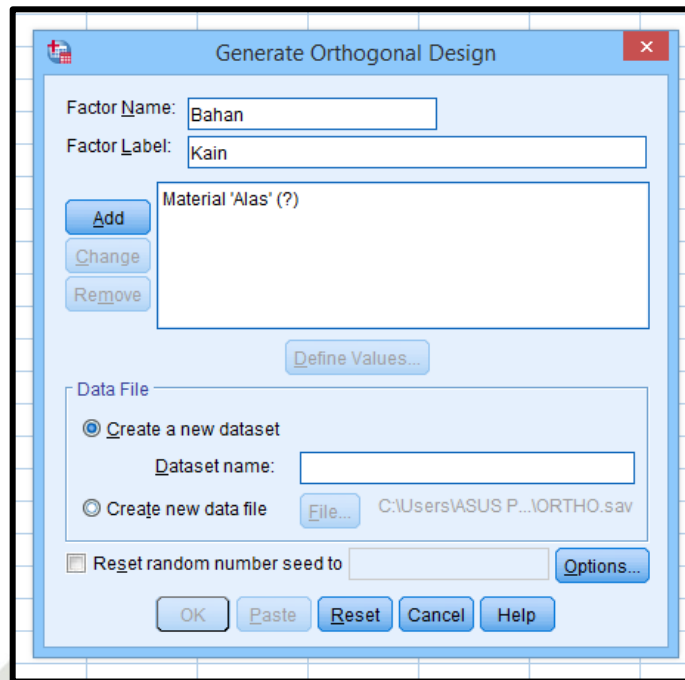 Generate Orthogonal Design
Factor Name: Bahan
Factor Label: Kain
Add
Material 'Alas' (?)
Change
Remove
Define Values...
Data File
Create a new dataset
Dataset name:
Create new data file File... C:\Users\ASUS P...\ORTHO.sav
Reset random number seed to Options...
OK Paste Reset Cancel Help